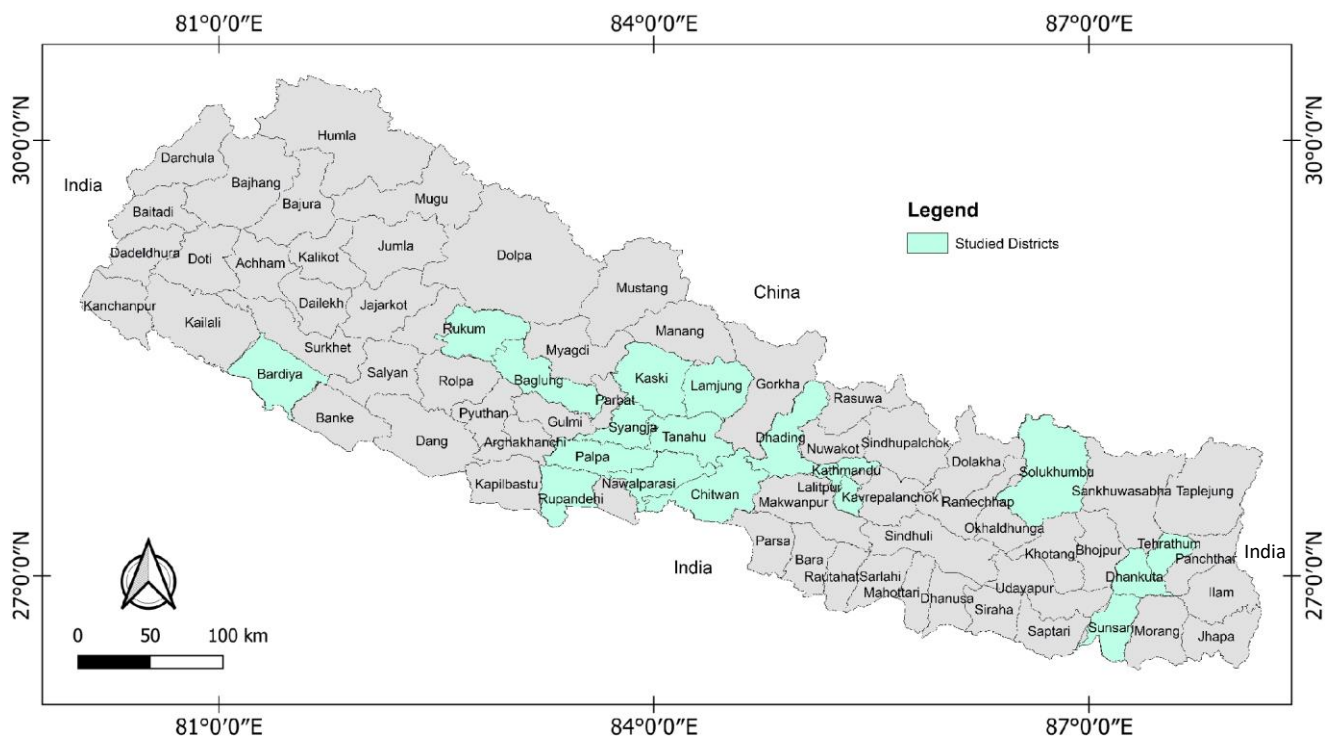 81°0′0″E
84°0′0″E
87°0′0″E
30°0′0″N
30°0′0″N
27°0′0″N
27°0′0″N
Humla
Darchula
India
Bajhang
Mugu
Bajura
Baitadi
Legend
Studied Districts
Dadeldhura
Doti
Achham
Kalikot
Jumla
Dolpa
China
Mustang
Kanchanpur
Dailekh
Jajarkot
Kailali
Rukum
Manang
Surkhet
Myagdi
Bardiya
Salyan
Rolpa
Baglung
Kaski
Lamjung
Gorkha
Rasuwa
Parbat
Banke
Pyuthan
Gulmi
Syangja
Tanahu
Dhading
Nuwakot
Sindhupalchok
Dang
Arghakhanchi
Palpa
Dolakha
Solukhumbu
Kathmandu
Kapilbastu
Rupandehi
Nawalparasi
Chitwan
Lalitpur
Makwanpur
Kavrepalanchok
Ramechhap
Sankhuwasabha
Taplejung
Okhaldhunga
Sindhuli
Parsa
Bara
Rautahat
Sarlahi
Mahottari
Dhanusa
Siraha
Khotang
Bhojpur
Tehrathum
Panchthar
India
India
Dhankuta
Udayapur
Ilam
Saptari
Sunsari
Morang
Jhapa
0 50 100 km
81°0′0″E
84°0′0″E
87°0′0″E